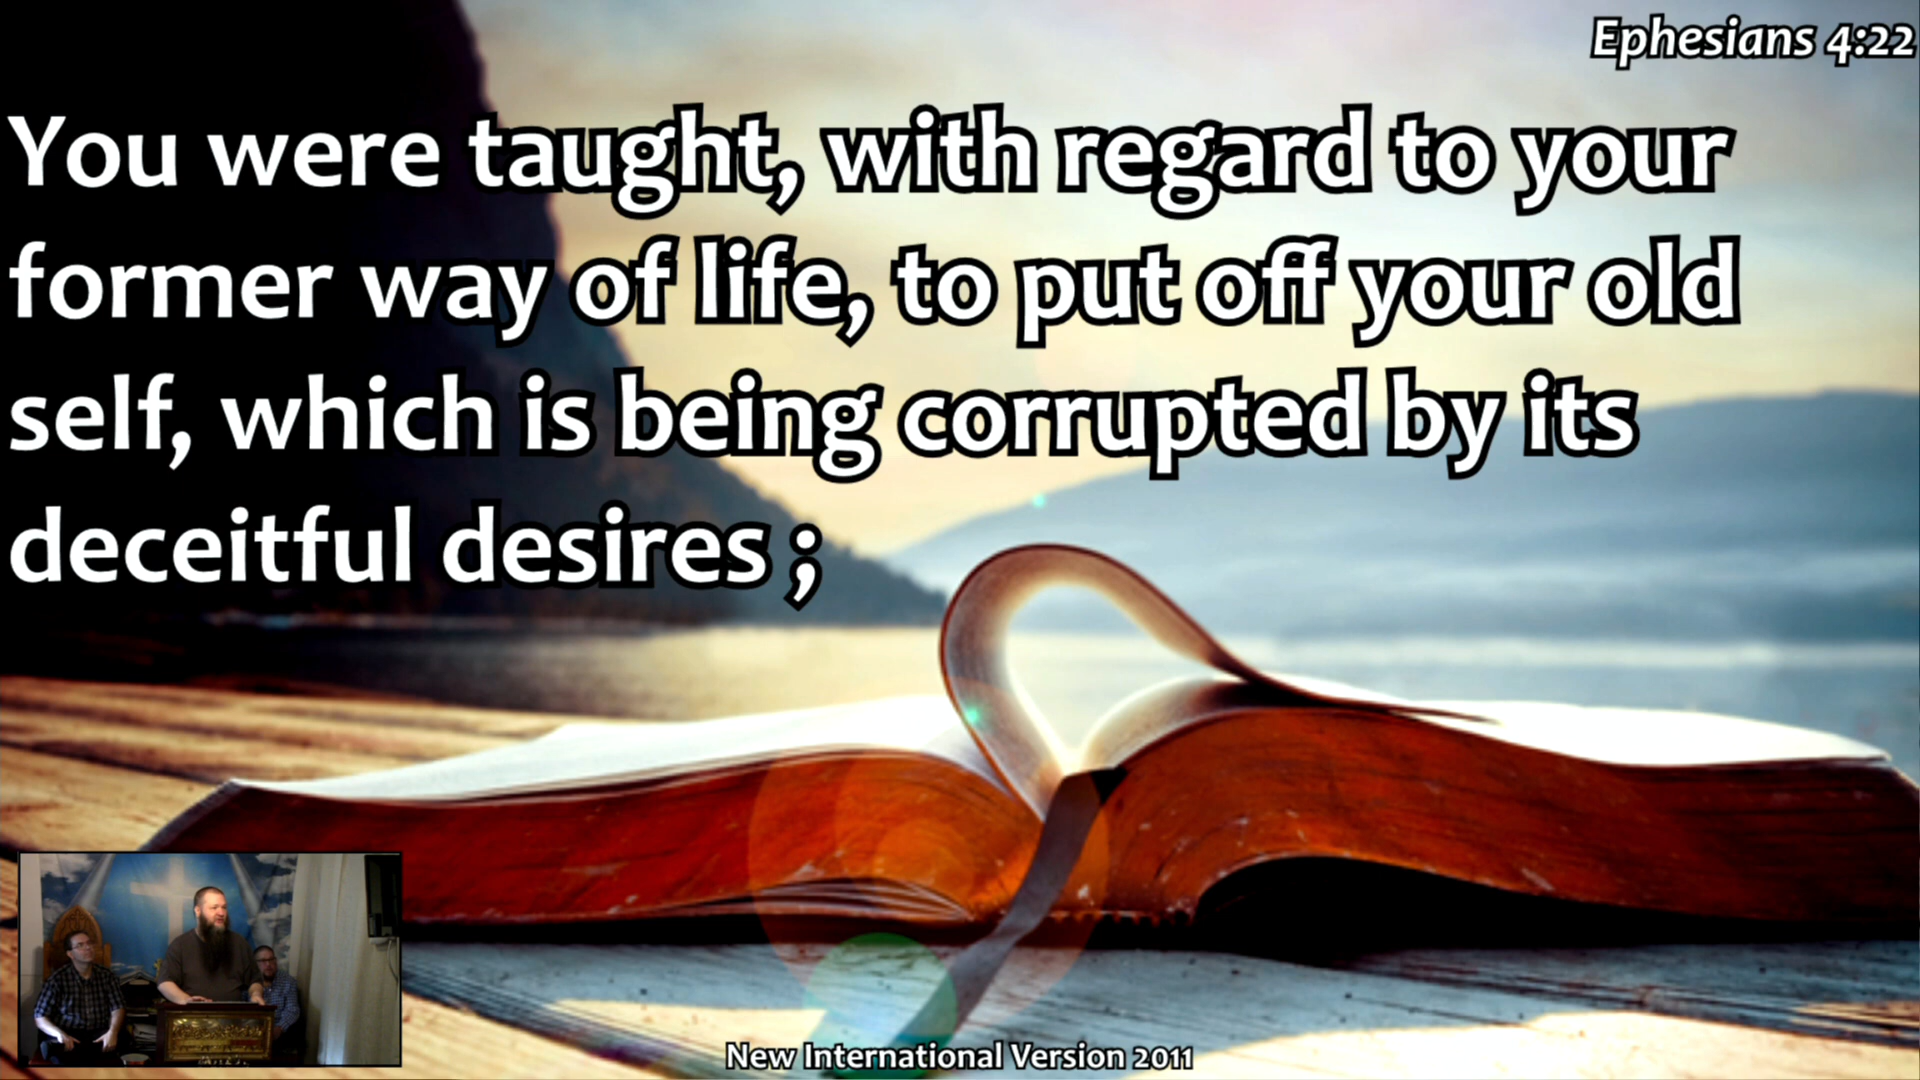 Ephesians 4:22
You were taught, with regard to your
former way of life, to put off your old
self, which is being corrupted by its
deceitful desires ;
New International Version 2011